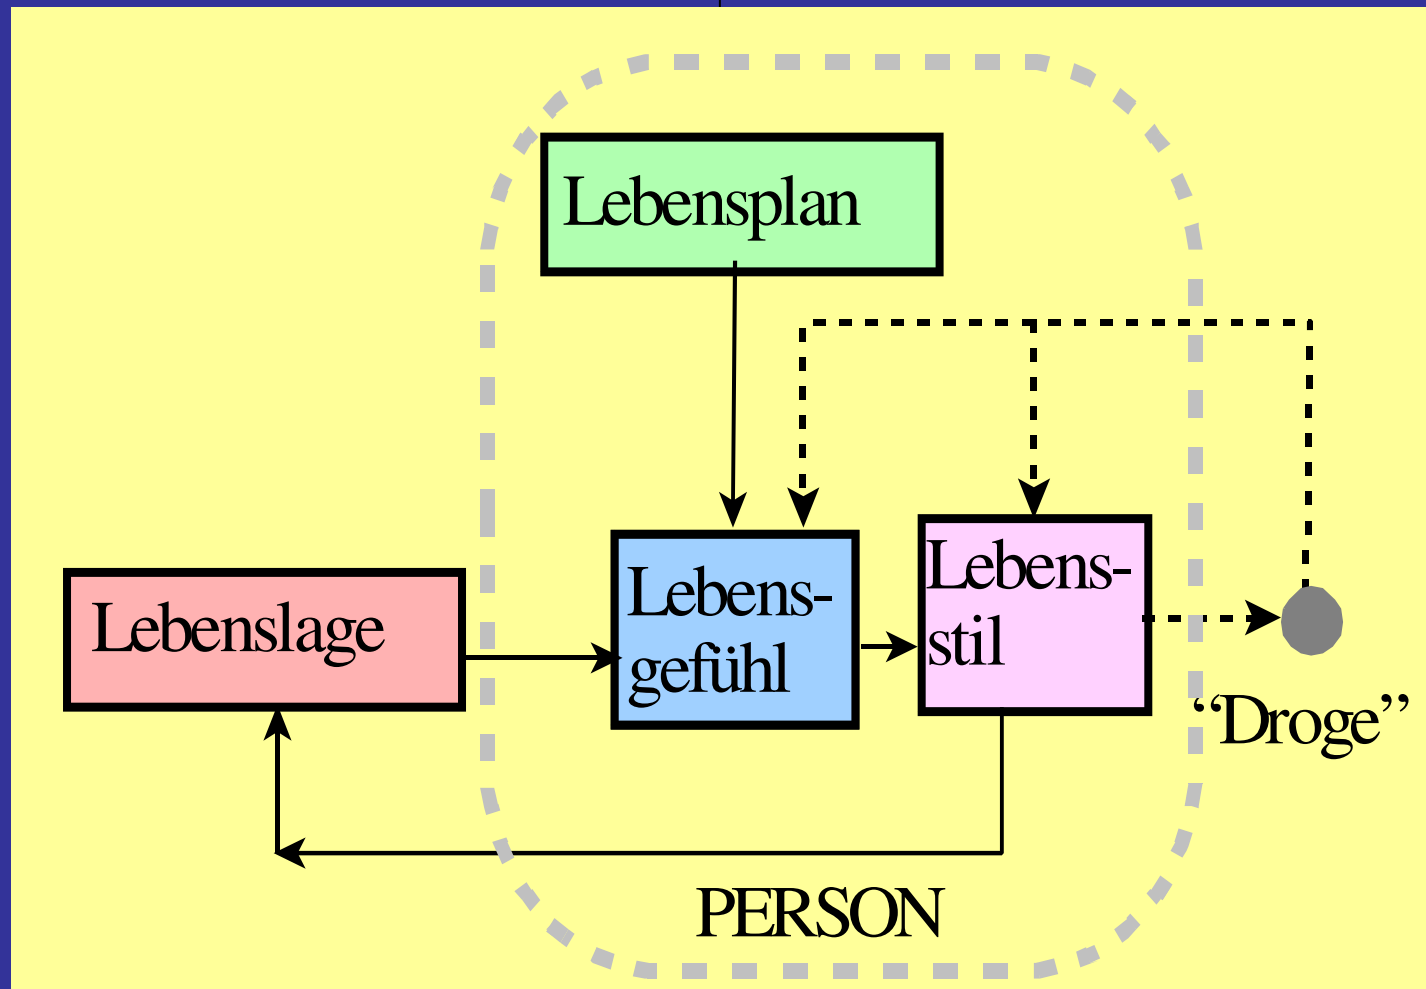 Lebensplan
Lebenslage
Lebens-
gefühl
Lebens-
stil
“Droge”
PERSON